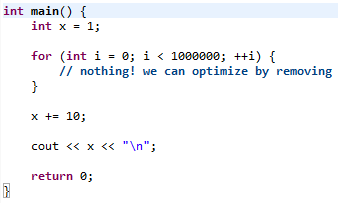 int main() {
    int x = 1;

    for (int i = 0; i < 1000000; ++i) {
        // nothing! we can optimize by removing
    }

    x += 10;

    cout << x << "\n";

    return 0;
}